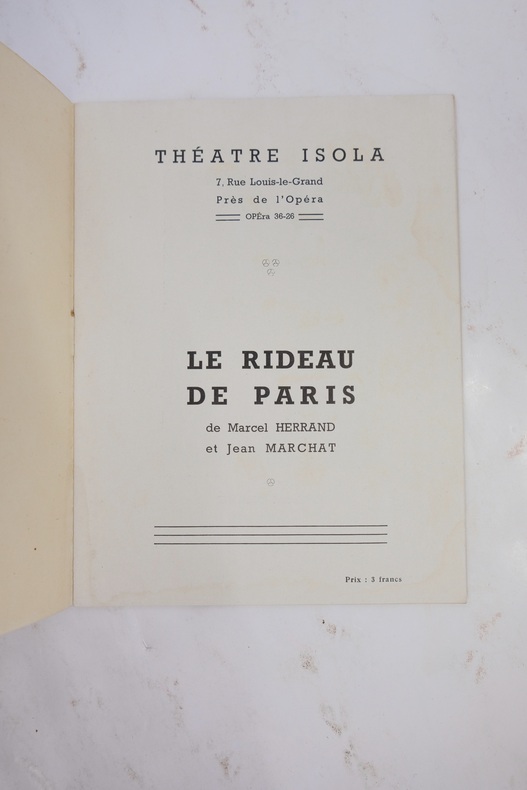 THÉATRE ISOLA
7, Rue Louis-le-Grand
Près de l'Opéra
OPÉra 36-26
LE RIDEAU
DE PARIS
de Marcel HERRAND
et Jean MARCHAT
Prix : 3 francs